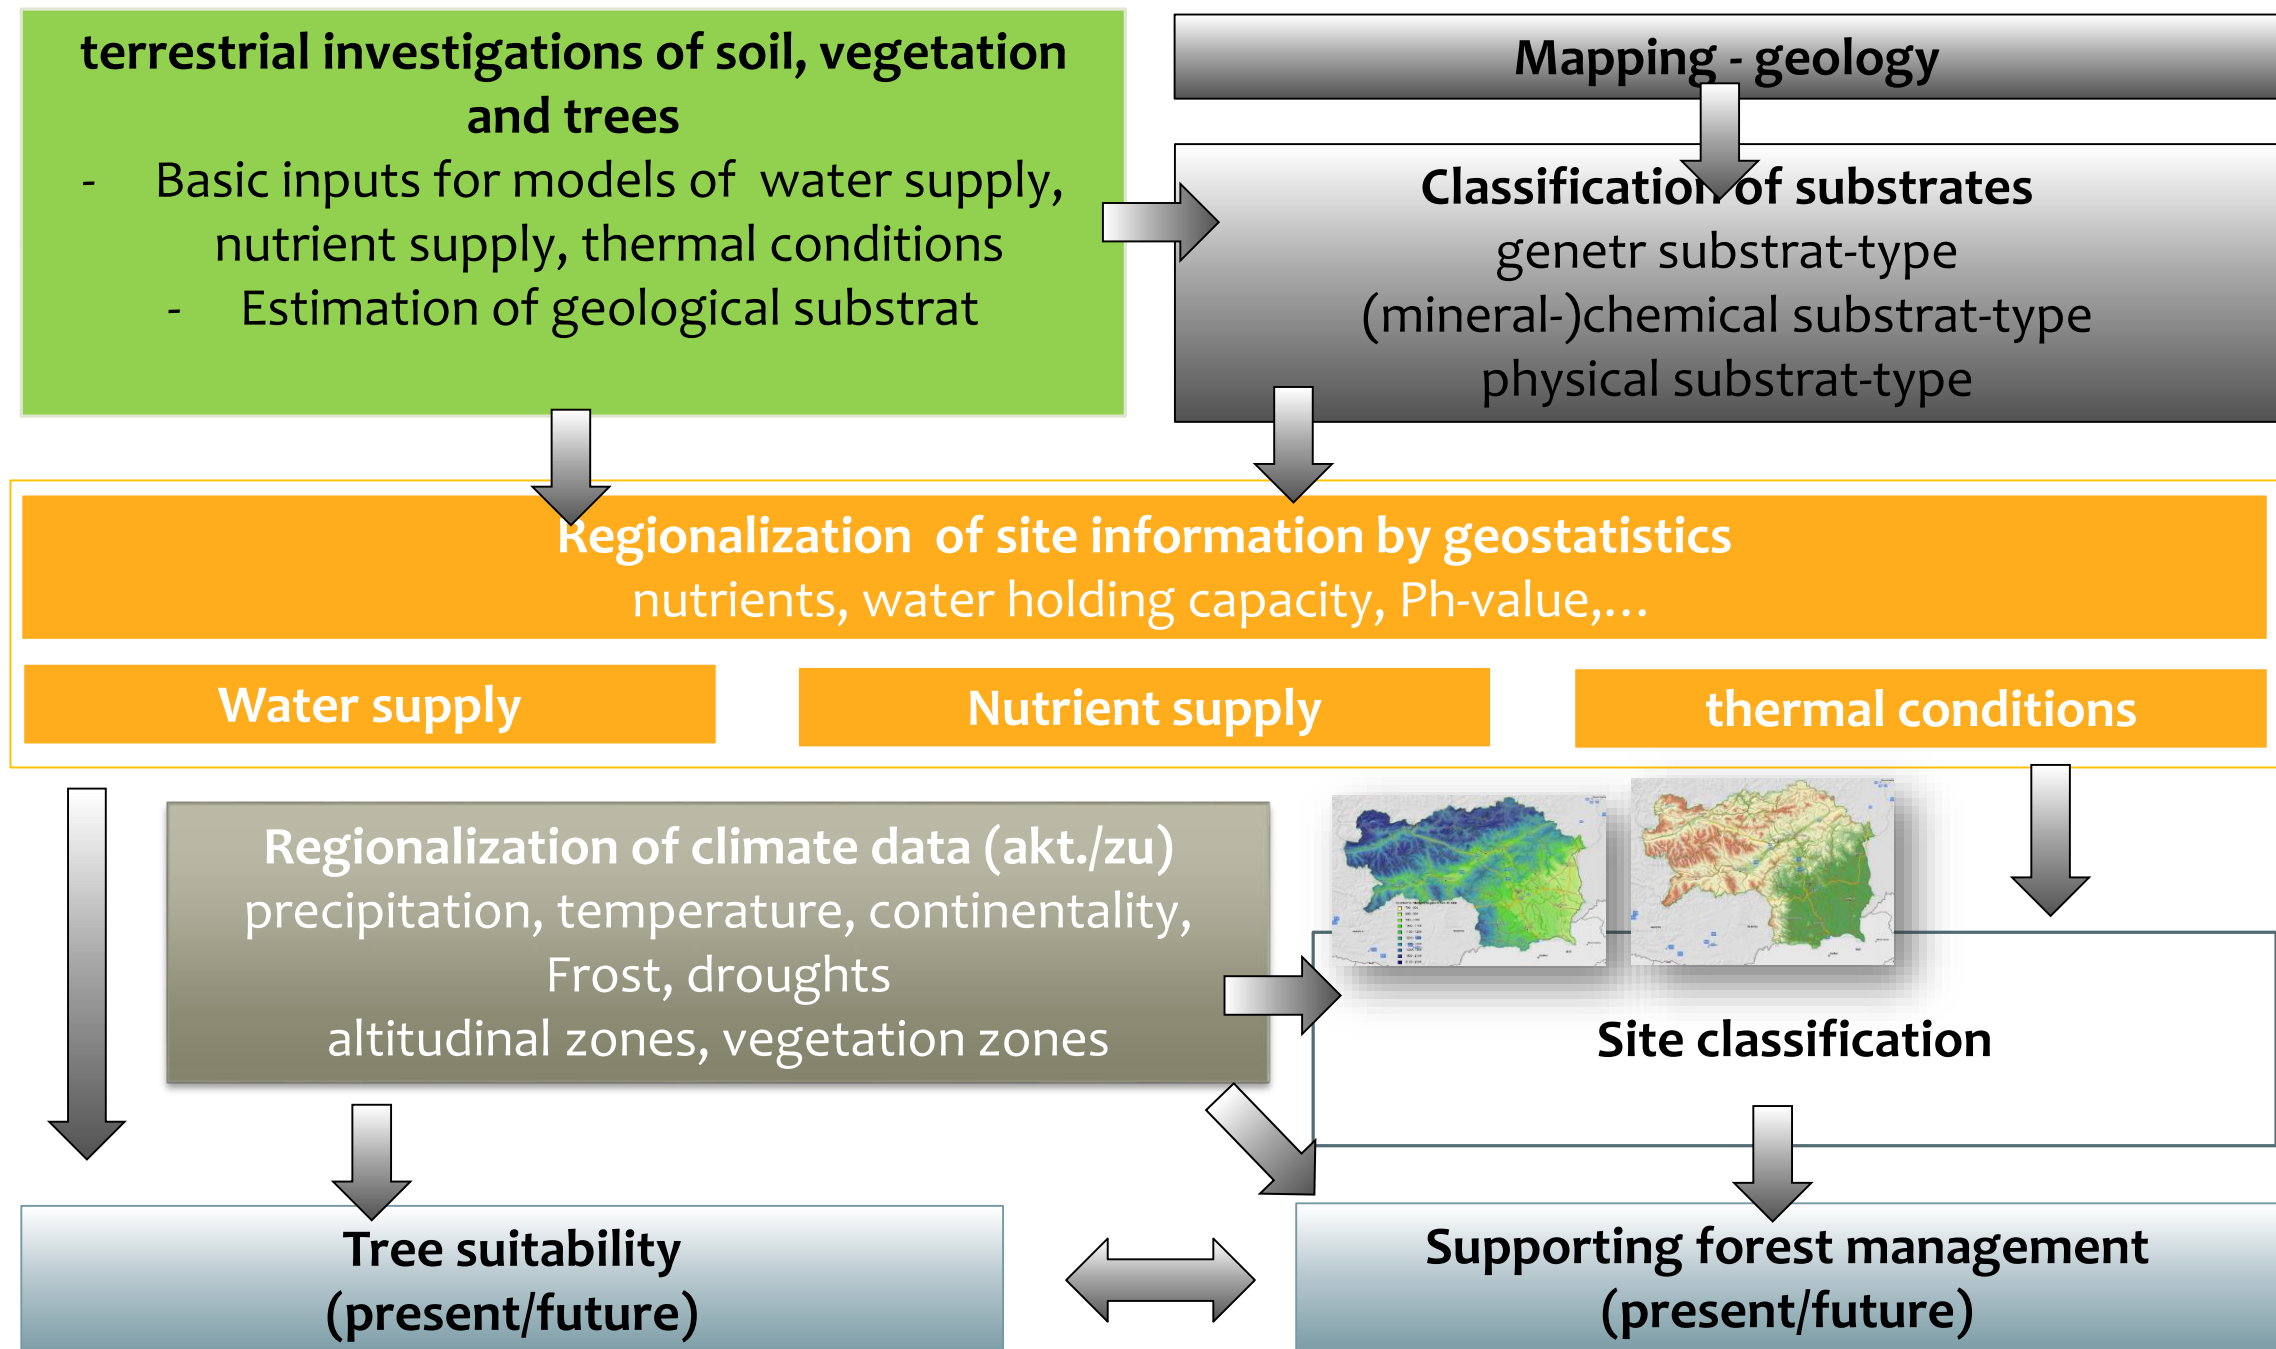 terrestrial investigations of soil, vegetation
and trees
- Basic inputs for models of water supply,
nutrient supply, thermal conditions
- Estimation of geological substrat
Mapping - geology
Classification of substrates
genetr substrat-type
(mineral-)chemical substrat-type
physical substrat-type
Regionalization of site information by geostatistics
nutrients, water holding capacity, Ph-value,...
Water supply
Nutrient supply
thermal conditions
Regionalization of climate data (akt./zu)
precipitation, temperature, continentality,
Frost, droughts
altitudinal zones, vegetation zones
Site classification
Tree suitability
(present/future)
Supporting forest management
(present/future)